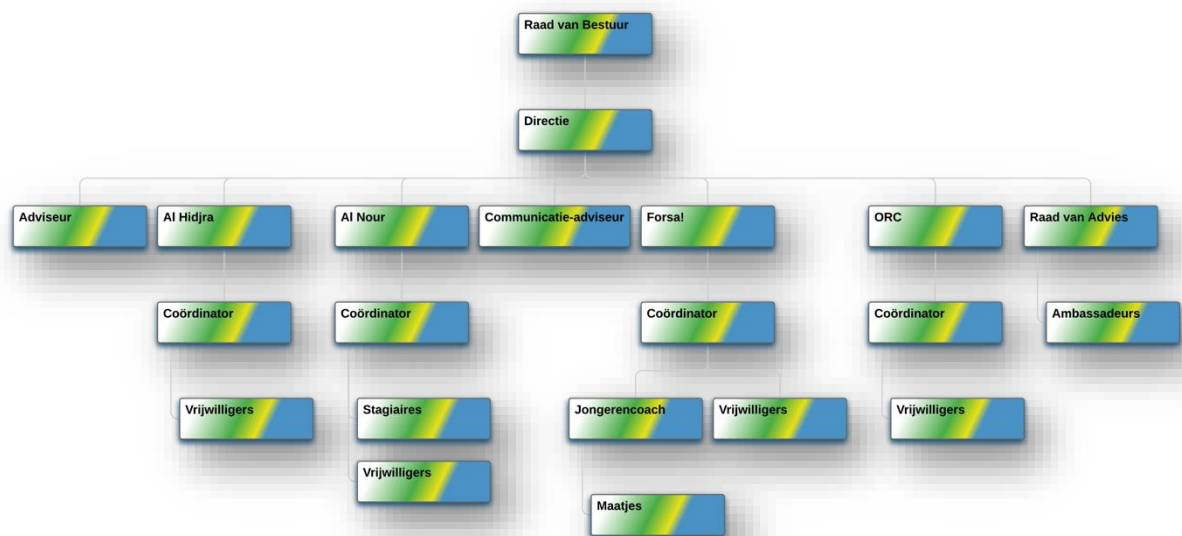 Raad van Bestuur
Directie
Adviseur
Al Hidjra
Al Nour
Communicatie-adviseur
Forsa!
ORC
Raad van Advies
Coördinator
Coördinator
Coördinator
Coördinator
Ambassadeurs
Vrijwilligers
Stagiaires
Jongerencoach
Vrijwilligers
Vrijwilligers
Vrijwilligers
Maatjes